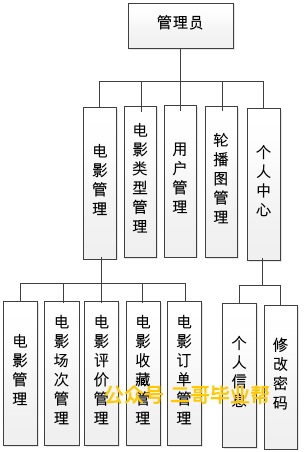 管理员
电影管理
电影类型管理
用户管理
轮播图管理
个人中心
电影管理
电影场次管理
电影评价管理
电影收藏管理
电影订单管理
个人信息
修改密码
公众号 二哥毕业帮